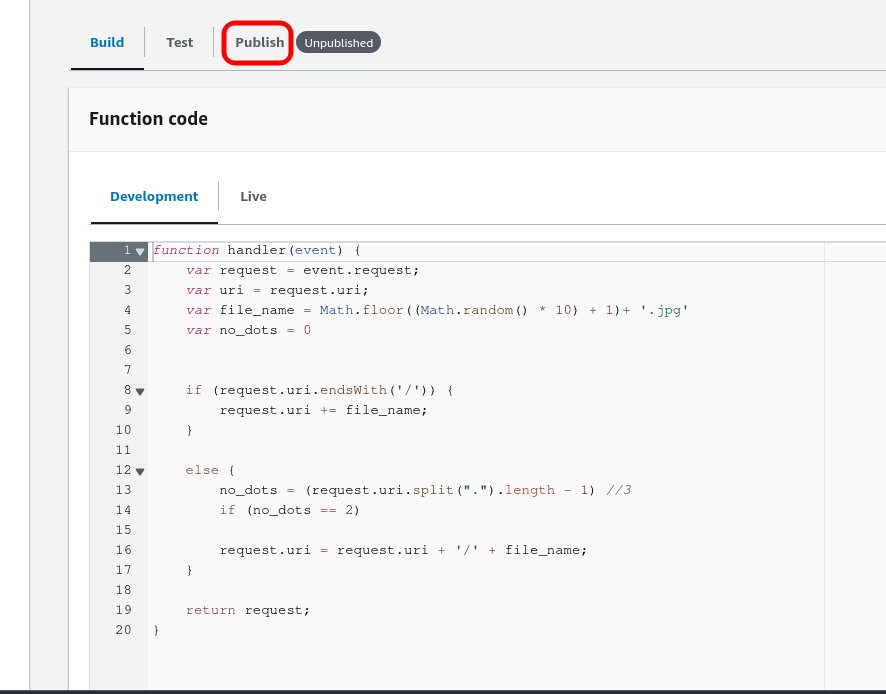 Build Test Publish Unpublished
Function code
Development Live
1 function handler(event) {
2     var request = event.request;
3     var uri = request.uri;
4     var file_name = Math.floor((Math.random() * 10) + 1)+ '.jpg'
5     var no_dots = 0
6
7
8     if (request.uri.endsWith('/')) {
9         request.uri += file_name;
10     }
11
12     else {
13         no_dots = (request.uri.split(".").length - 1) //3
14         if (no_dots == 2)
15
16         request.uri = request.uri + '/' + file_name;
17     }
18
19     return request;
20 }